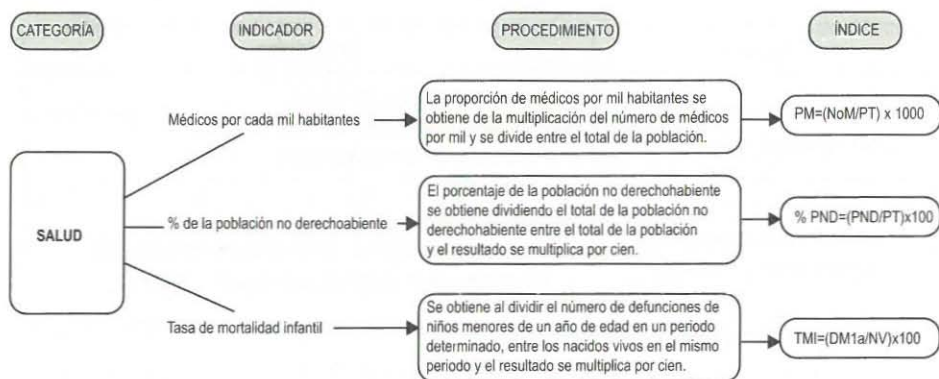 CATEGORÍA
INDICADOR
PROCEDIMIENTO
ÍNDICE
SALUD
Médicos por cada mil habitantes
La proporción de médicos por mil habitantes se
obtiene de la multiplicación del número de médicos
por mil y se divide entre el total de la población.
PM=(NoM/PT) x 1000
% de la población no derechoabiente
El porcentaje de la población no derechohabiente
se obtiene dividiendo el total de la población no
derechohabiente entre el total de la población
y el resultado se multiplica por cien.
% PND=(PND/PT)x100
Tasa de mortalidad infantil
Se obtiene al dividir el número de defunciones de
niños menores de un año de edad en un periodo
determinado, entre los nacidos vivos en el mismo
periodo y el resultado se multiplica por cien.
TMI=(DM1a/NV)x100